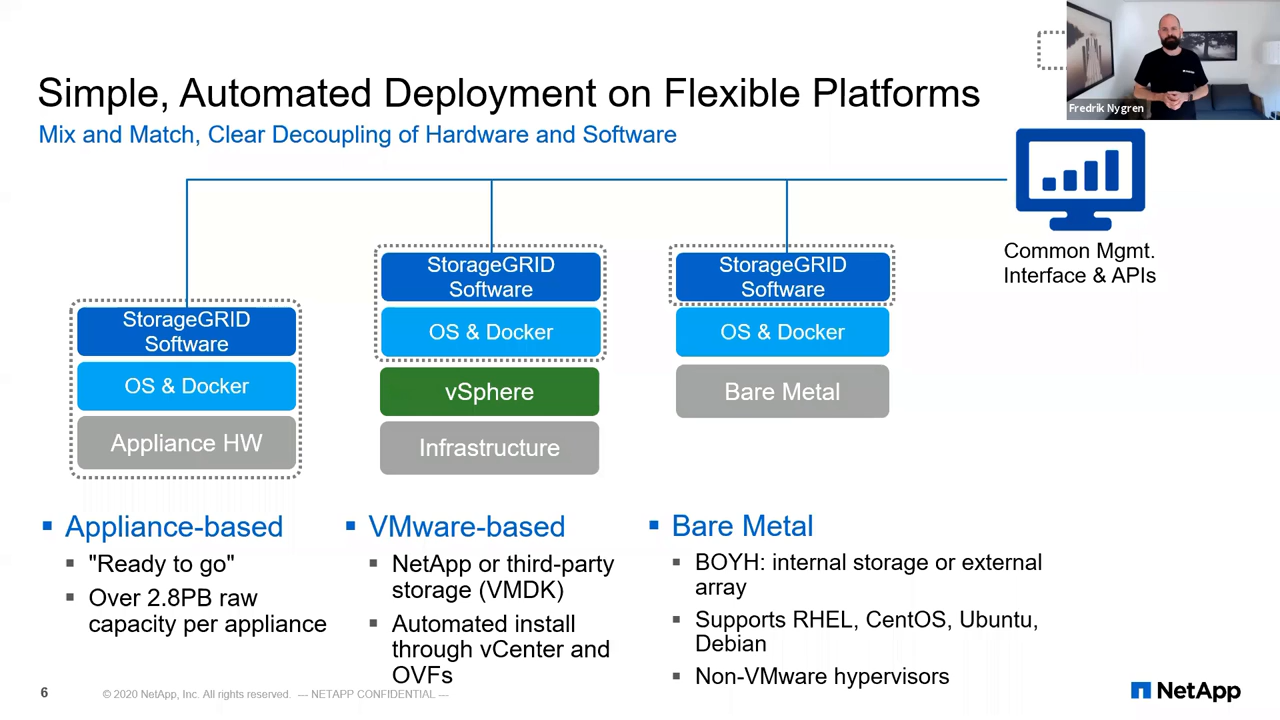 Fredrik Nygren
Simple, Automated Deployment on Flexible Platforms
Mix and Match, Clear Decoupling of Hardware and Software
Common Mgmt.
Interface & APIs
StorageGRID
Software
OS & Docker
Appliance HW
StorageGRID
Software
OS & Docker
vSphere
Infrastructure
StorageGRID
Software
OS & Docker
Bare Metal
▪ Appliance-based
▪ "Ready to go"
▪ Over 2.8PB raw
capacity per appliance
▪ VMware-based
▪ NetApp or third-party
storage (VMDK)
▪ Automated install
through vCenter and
OVFs
▪ Bare Metal
▪ BOYH: internal storage or external
array
▪ Supports RHEL, CentOS, Ubuntu,
Debian
▪ Non-VMware hypervisors
6
© 2020 NetApp, Inc. All rights reserved. — NETAPP CONFIDENTIAL —
NetApp